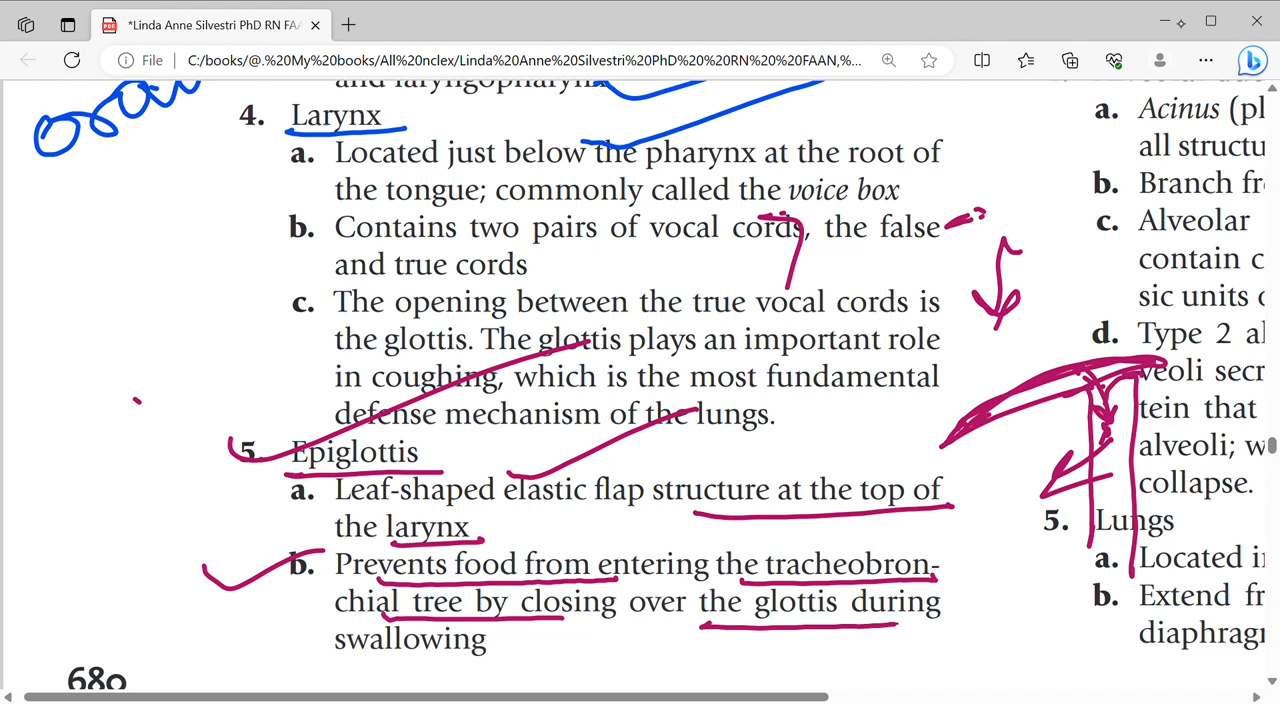 *Linda Anne Silvestri PhD RN FAA
File
C:/books/@.%20My%20books/All%20nclex/Linda%20Anne%20Silvestri%20PhD%20%20RN%20%20FAAN,%...
and laryngopharynx
4. Larynx
a. Located just below the pharynx at the root of
the tongue; commonly called the voice box
b. Contains two pairs of vocal cords, the false
and true cords
c. The opening between the true vocal cords is
the glottis. The glottis plays an important role
in coughing, which is the most fundamental
defense mechanism of the lungs.
5. Epiglottis
a. Leaf-shaped elastic flap structure at the top of
the larynx
b. Prevents food from entering the tracheobron-
chial tree by closing over the glottis during
swallowing
680
a. Acinus (pl
all structu
b. Branch fr
c. Alveolar
contain c
sic units
d. Type 2 al
veoli secr
tein that
alveoli; w
collapse.
5. Lungs
a. Located i
b. Extend fr
diaphrag